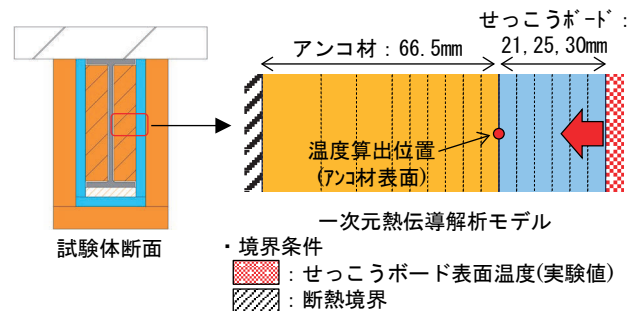 せっこうﾎﾞｰﾄﾞ:
アンコ材:66.5mm
21,25,30mm
温度算出位置
(ｱﾝｺ材表面)
一次元熱伝導解析モデル
試験体断面
・境界条件
:せっこうボード表面温度(実験値)
:断熱境界